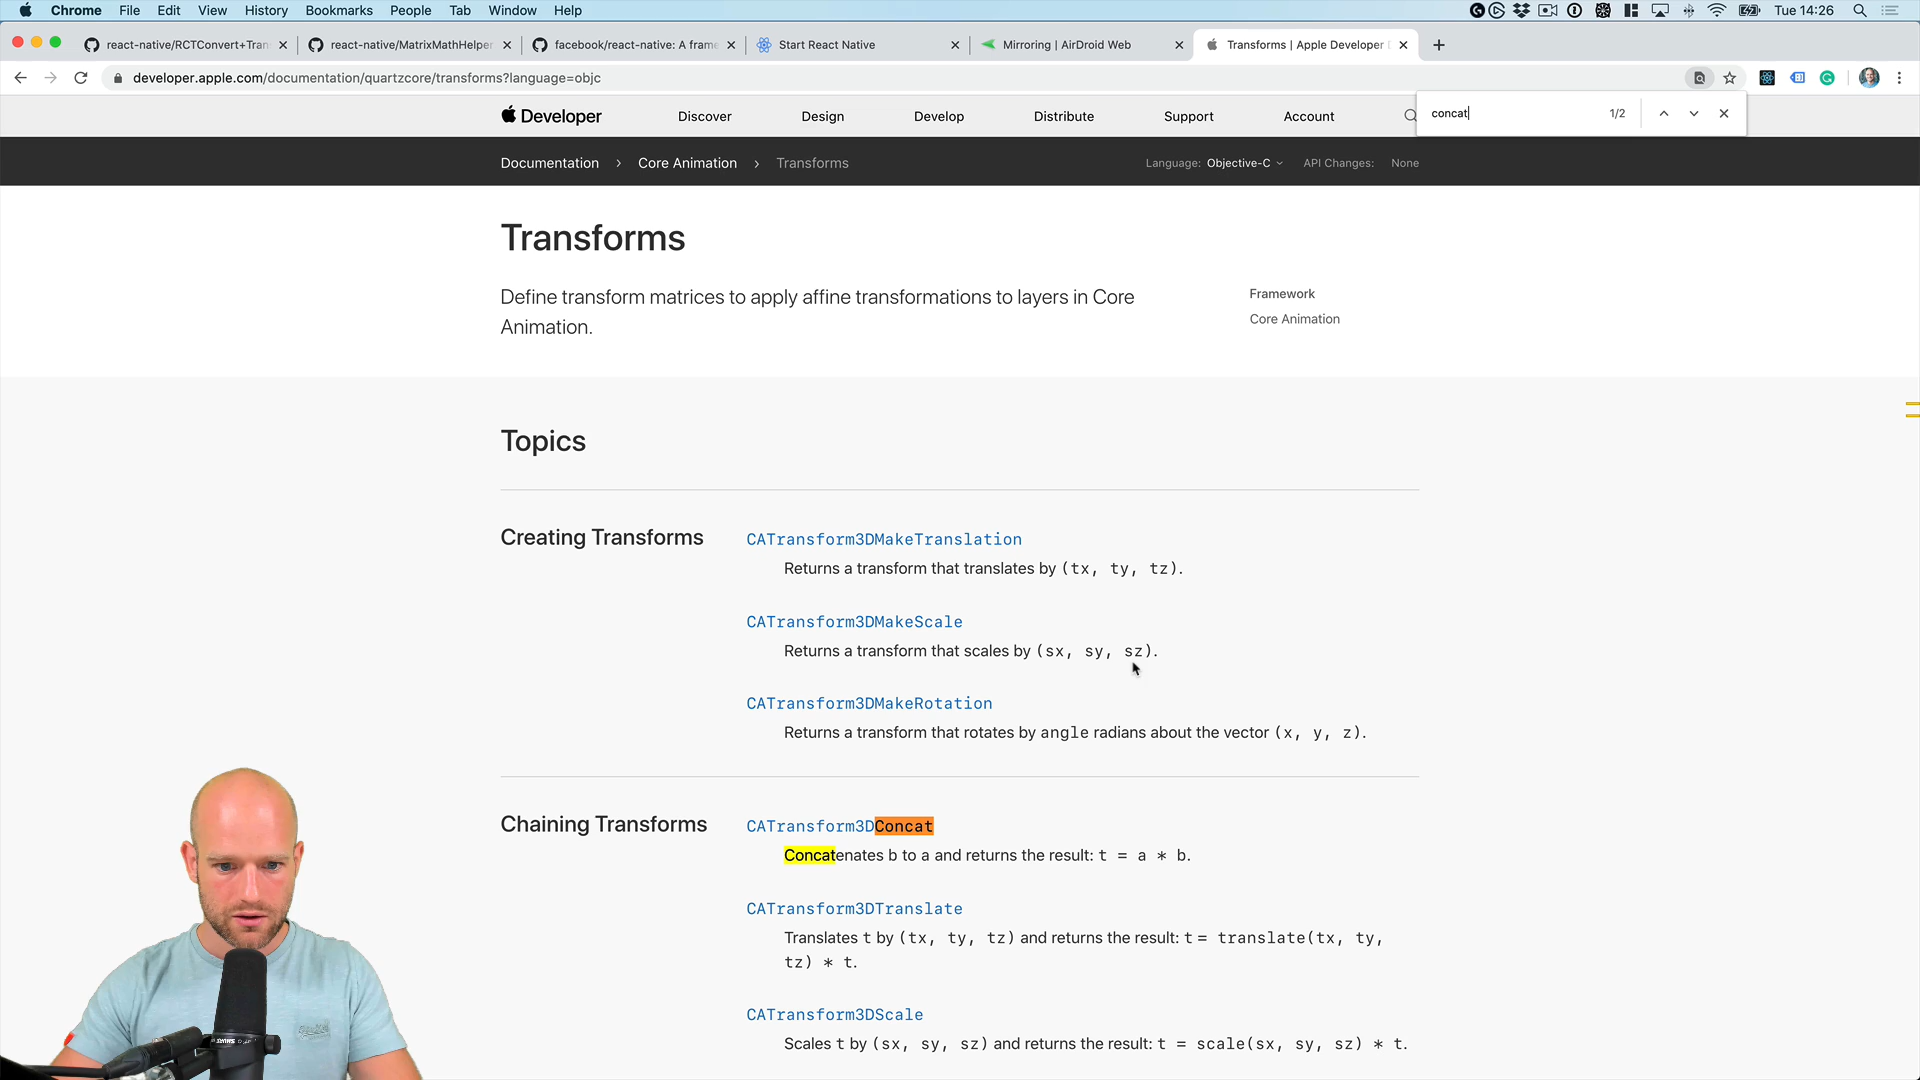 Chrome File Edit View History Bookmarks People Tab Window Help Tue 14:26
react-native/RCTConvert+Tran react-native/MatrixMathHelper facebook/react-native: A frame Start React Native Mirroring | AirDroid Web Transforms | Apple Developer
developer.apple.com/documentation/quartzcore/transforms?language=objc
concat 1/2
Developer Discover Design Develop Distribute Support Account
Documentation > Core Animation > Transforms Language: Objective-C API Changes: None
Transforms
Define transform matrices to apply affine transformations to layers in Core
Animation.
Framework
Core Animation
Topics
Creating Transforms
CATransform3DMakeTranslation
Returns a transform that translates by (tx, ty, tz).
CATransform3DMakeScale
Returns a transform that scales by (sx, sy, sz).
CATransform3DMakeRotation
Returns a transform that rotates by angle radians about the vector (x, y, z).
Chaining Transforms
CATransform3DConcat
Concatenates b to a and returns the result: t = a * b.
CATransform3DTranslate
Translates t by (tx, ty, tz) and returns the result: t = translate(tx, ty,
tz) * t.
CATransform3DScale
Scales t by (sx, sy, sz) and returns the result: t = scale(sx, sy, sz) * t.
SHURE